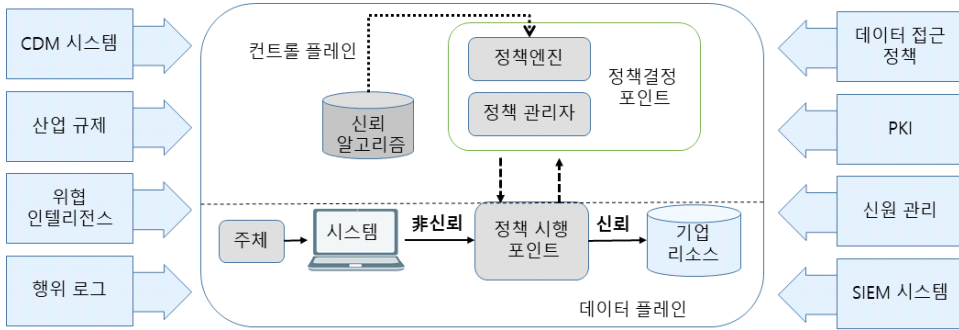 CDM 시스템
산업 규제
위협
인텔리전스
행위 로그
컨트롤 플레인
신뢰
알고리즘
정책엔진
정책 관리자
정책결정
포인트
주체
시스템
非신뢰
정책 시행
포인트
신뢰
기업
리소스
데이터 플레인
데이터 접근
정책
PKI
신원 관리
SIEM 시스템